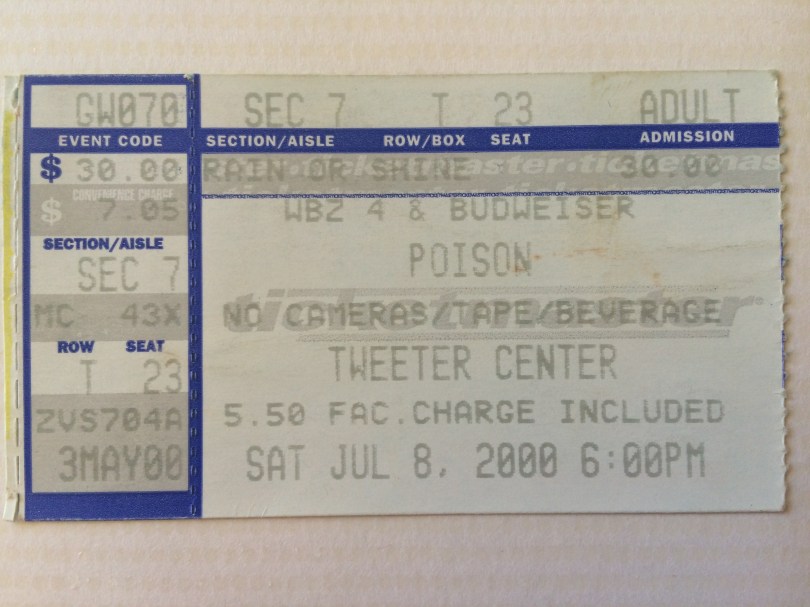 GW070 SEC 7 T 23 ADULT
EVENT CODE SECTION/AISLE ROW/BOX SEAT ADMISSION
$ 30.00 RAIN OR SHINE 30.00
CONVENIENCE CHARGE
$ 7.05 WBZ 4 & BUDWEISER
SECTION/AISLE
SEC 7 POISON
MC 43X NO CAMERAS/TAPE/BEVERAGE
ticketmaster®
ROW SEAT
T 23 TWEETER CENTER
ZVS704A 5.50 FAC.CHARGE INCLUDED
3MAY00 SAT JUL 8, 2000 6:00PM